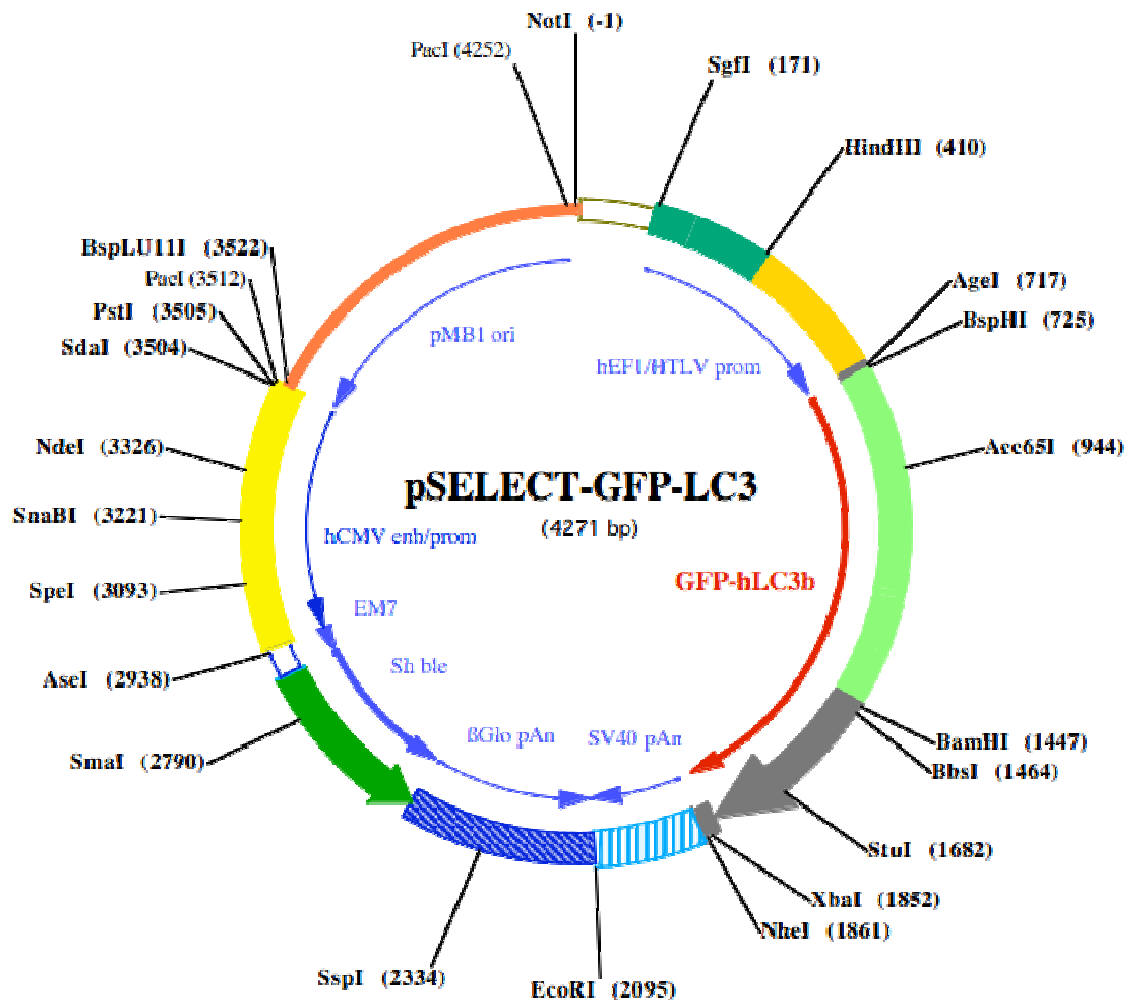 NotI (-1)
PacI (4252)
SgfI (171)
HindIII (410)
BspLU11I (3522)
PacI (3512)
PstI (3505)
SdaI (3504)
AgeI (717)
BspHI (725)
pMB1 ori
hEF1/HTLV prom
NdeI (3326)
Acc65I (944)
pSELECT-GFP-LC3
(4271 bp)
SnaBI (3221)
hCMV enh/prom
SpeI (3093)
GFP-hLC3b
EM7
Sh ble
AseI (2938)
ßGlo pAn
SV40 pAn
SmaI (2790)
BamHI (1447)
BbsI (1464)
StuI (1682)
XbaI (1852)
NheI (1861)
SspI (2334)
EcoRI (2095)